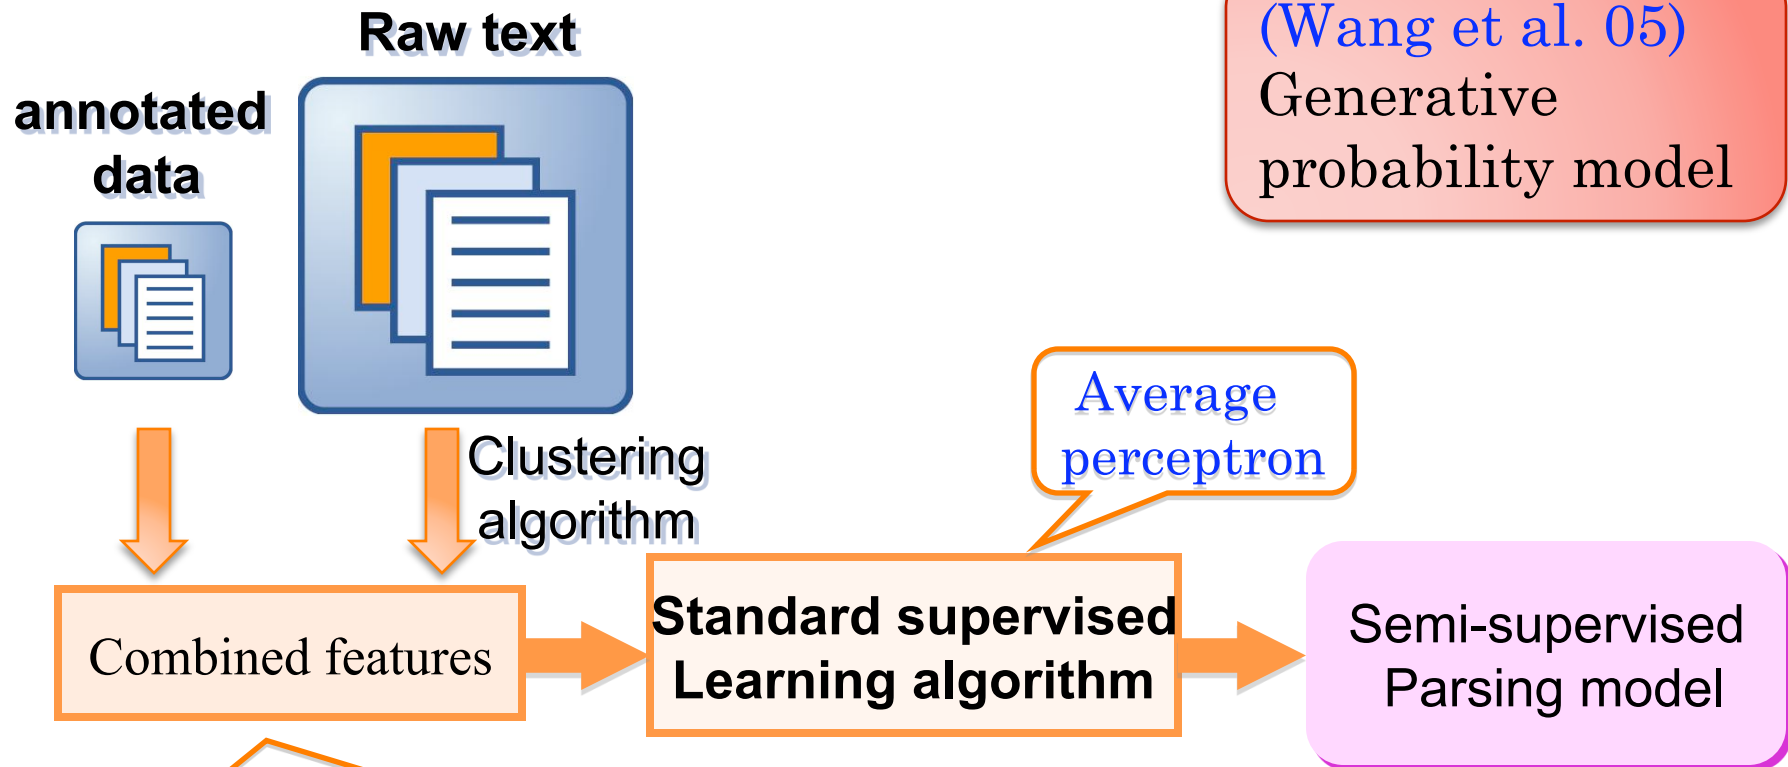 Raw text
annotated
data
(Wang et al. 05)
Generative
probability model
Average
perceptron
Clustering
algorithm
Combined features
Standard supervised
Learning algorithm
Semi-supervised
Parsing model